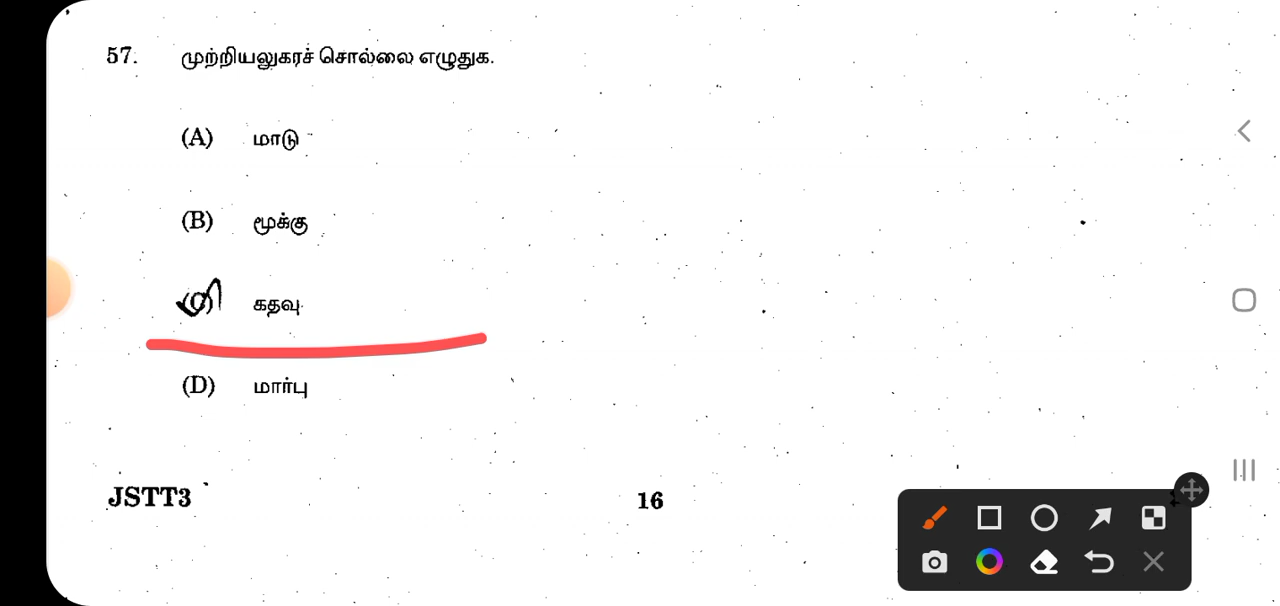 57. முற்றியலுகரச் சொல்லை எழுதுக.
(A) மாடு
(B) மூக்கு
(C) கதவு
(D) மார்பு
JSTT3 16